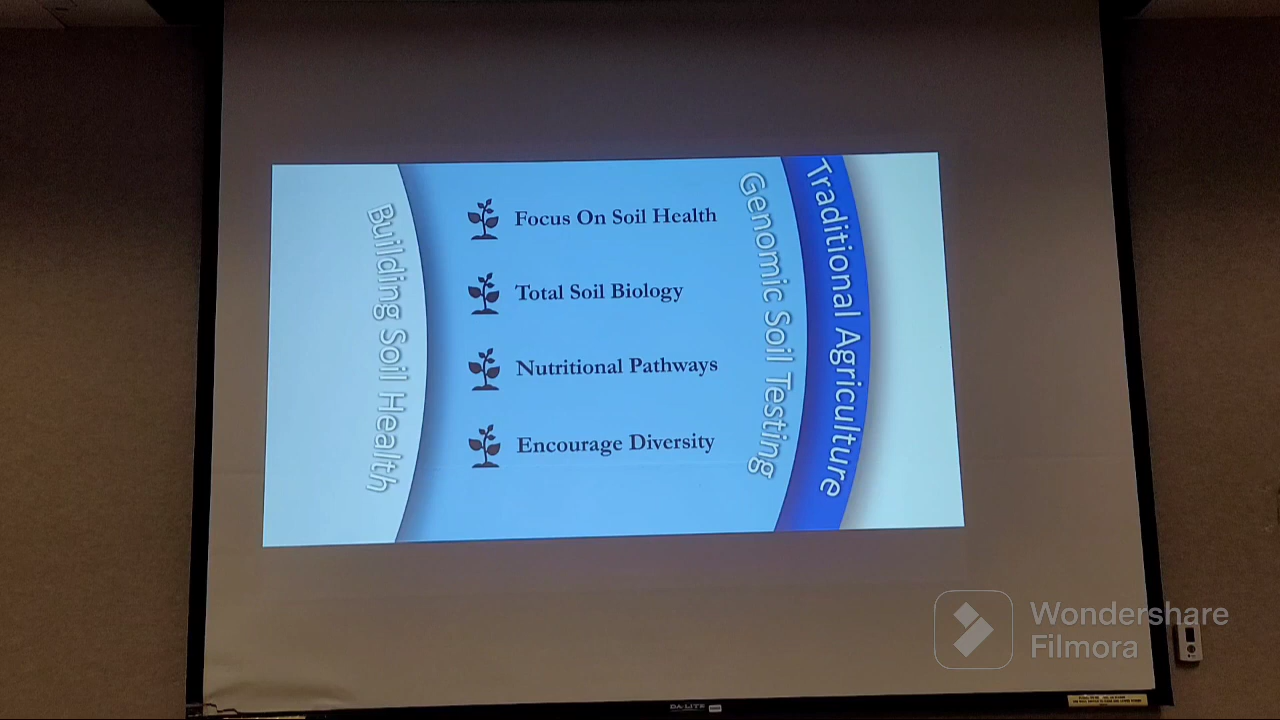 Building Soil Health
Focus On Soil Health
Total Soil Biology
Nutritional Pathways
Encourage Diversity
Genomic Soil Testing
Traditional Agriculture
Wondershare
Filmora
DA-LITE